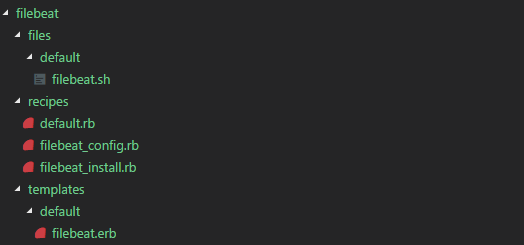 filebeat
files
default
filebeat.sh
recipes
default.rb
filebeat_config.rb
filebeat_install.rb
templates
default
filebeat.erb